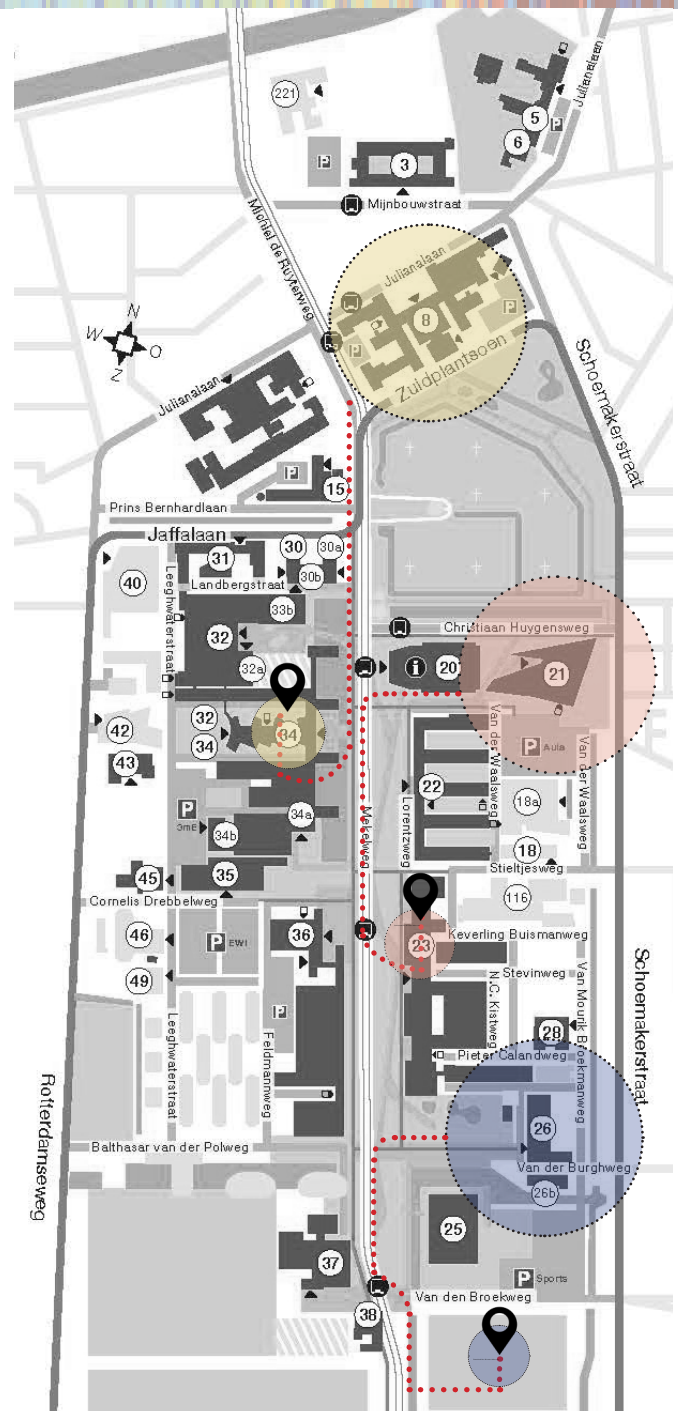 221
Julianalaan
5
P
6
P
3
Mijnbouwstraat
Michiel de Ruyterweg
Julianalaan
8
P
P
Zuidplantsoen
N
W
O
Z
Schoemakerstraat
Julianalaan
P
15
Prins Bernhardlaan
Jaffalaan
30
30a
31
30b
40
Landbergstraat
Leeghwaterstraat
33b
32
32a
Christiaan Huygensweg
i
20
21
42
32
34
34
43
Van der Waalsweg
P
Aula
Van der Waalsweg
22
18a
Lorentzweg
Mekelweg
P
34a
34b
18
35
45
Stieltjesweg
Cornelis Drebbelweg
116
46
P
EWI
36
23
Keverling Buismanweg
49
Stevinweg
P
N.C. Kistweg
Van Mourik Broekmanweg
Schoemakerstraat
28
Pieter Calandweg
Leeghwaterstraat
Feldmannweg
Rotterdamseweg
26
Balthasar van der Polweg
Van der Burghweg
26b
25
37
P
Sports
Van den Broekweg
38